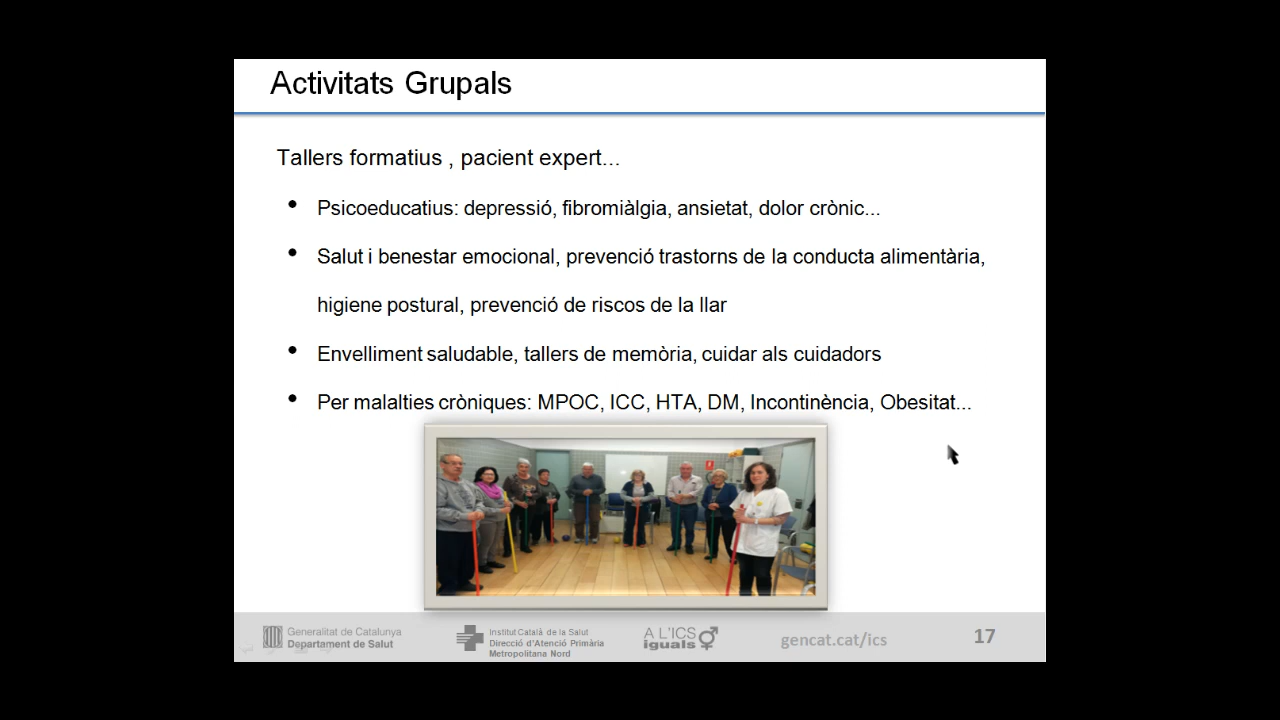 Activitats Grupals
Tallers formatius , pacient expert...
• Psicoeducatius: depressió, fibromiàlgia, ansietat, dolor crònic...
• Salut i benestar emocional, prevenció trastorns de la conducta alimentària,
higiene postural, prevenció de riscos de la llar
• Envelliment saludable, tallers de memòria, cuidar als cuidadors
• Per malalties cròniques: MPOC, ICC, HTA, DM, Incontinència, Obesitat...
Generalitat de Catalunya
Departament de Salut
Institut Català de la Salut
Direcció d'Atenció Primària
Metropolitana Nord
A L'ICS
iguals
gencat.cat/ics
17